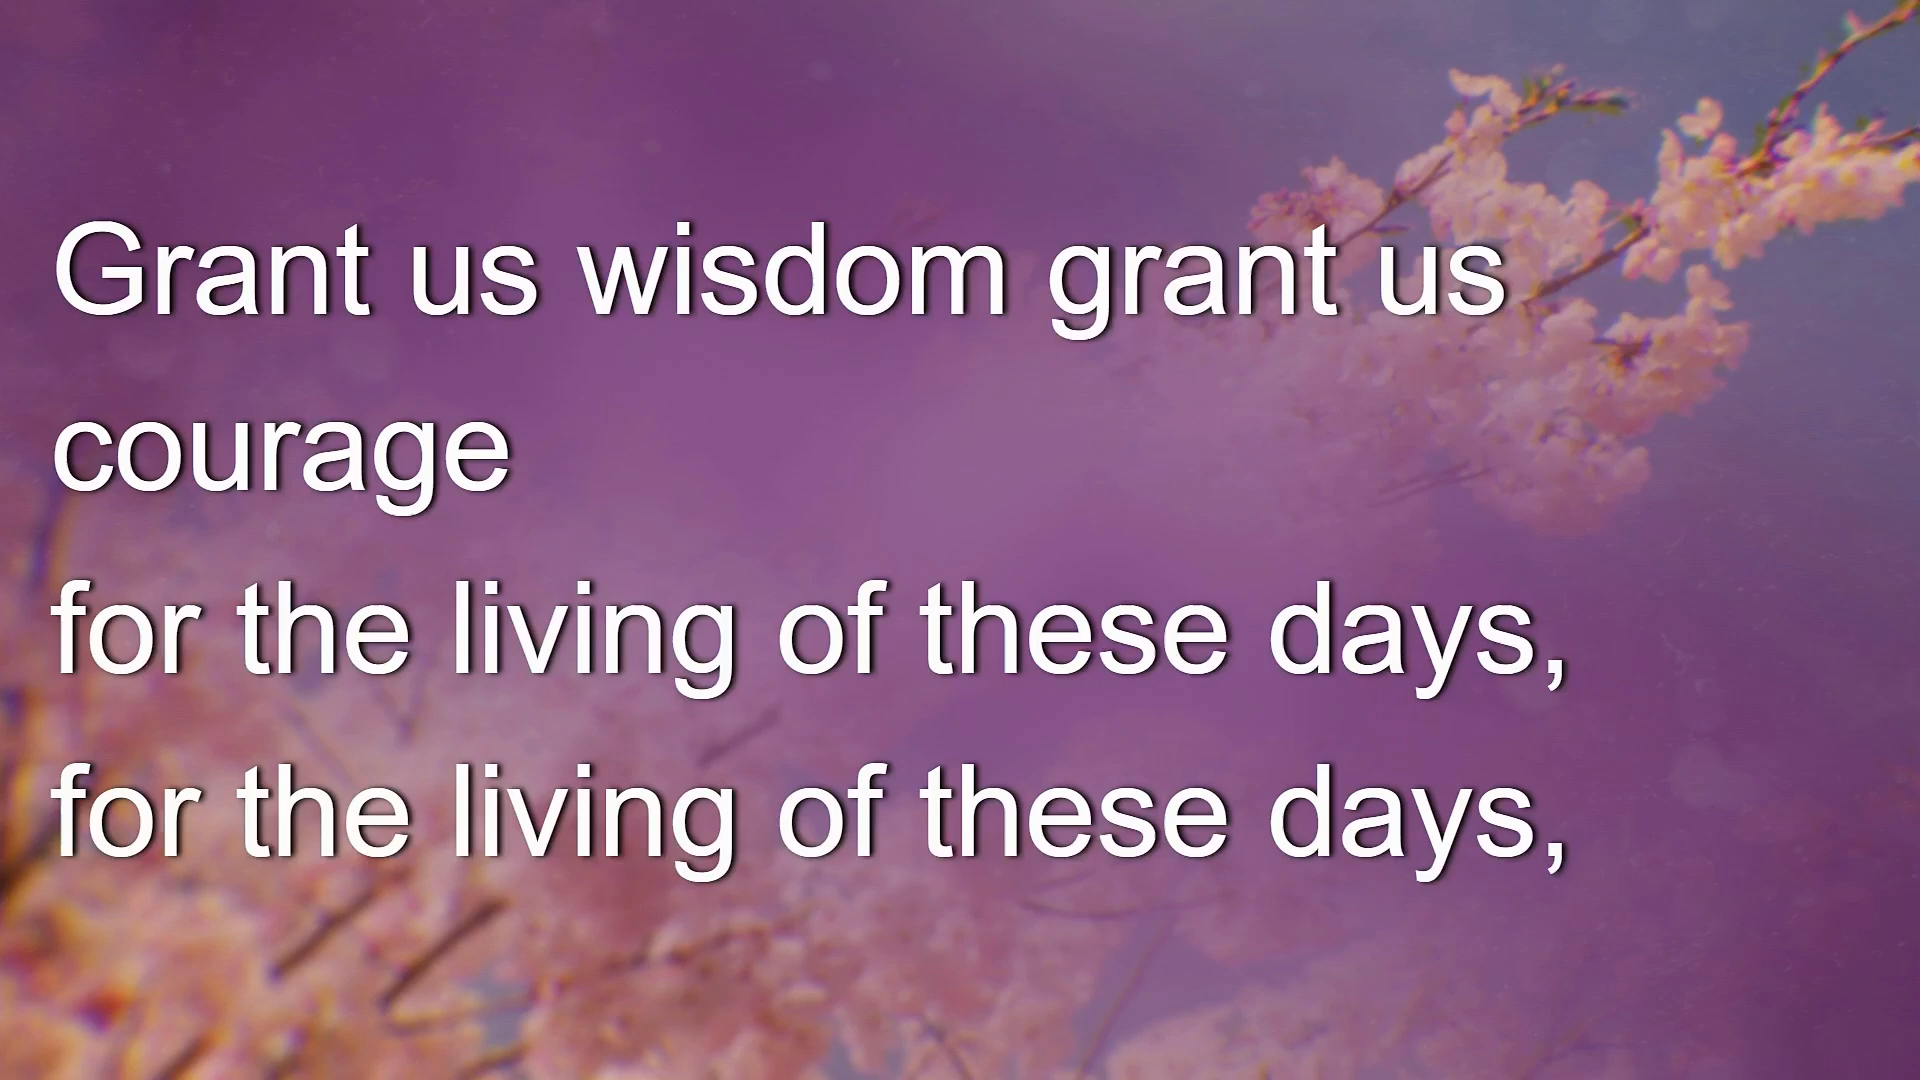 Grant us wisdom grant us
courage
for the living of these days,
for the living of these days,